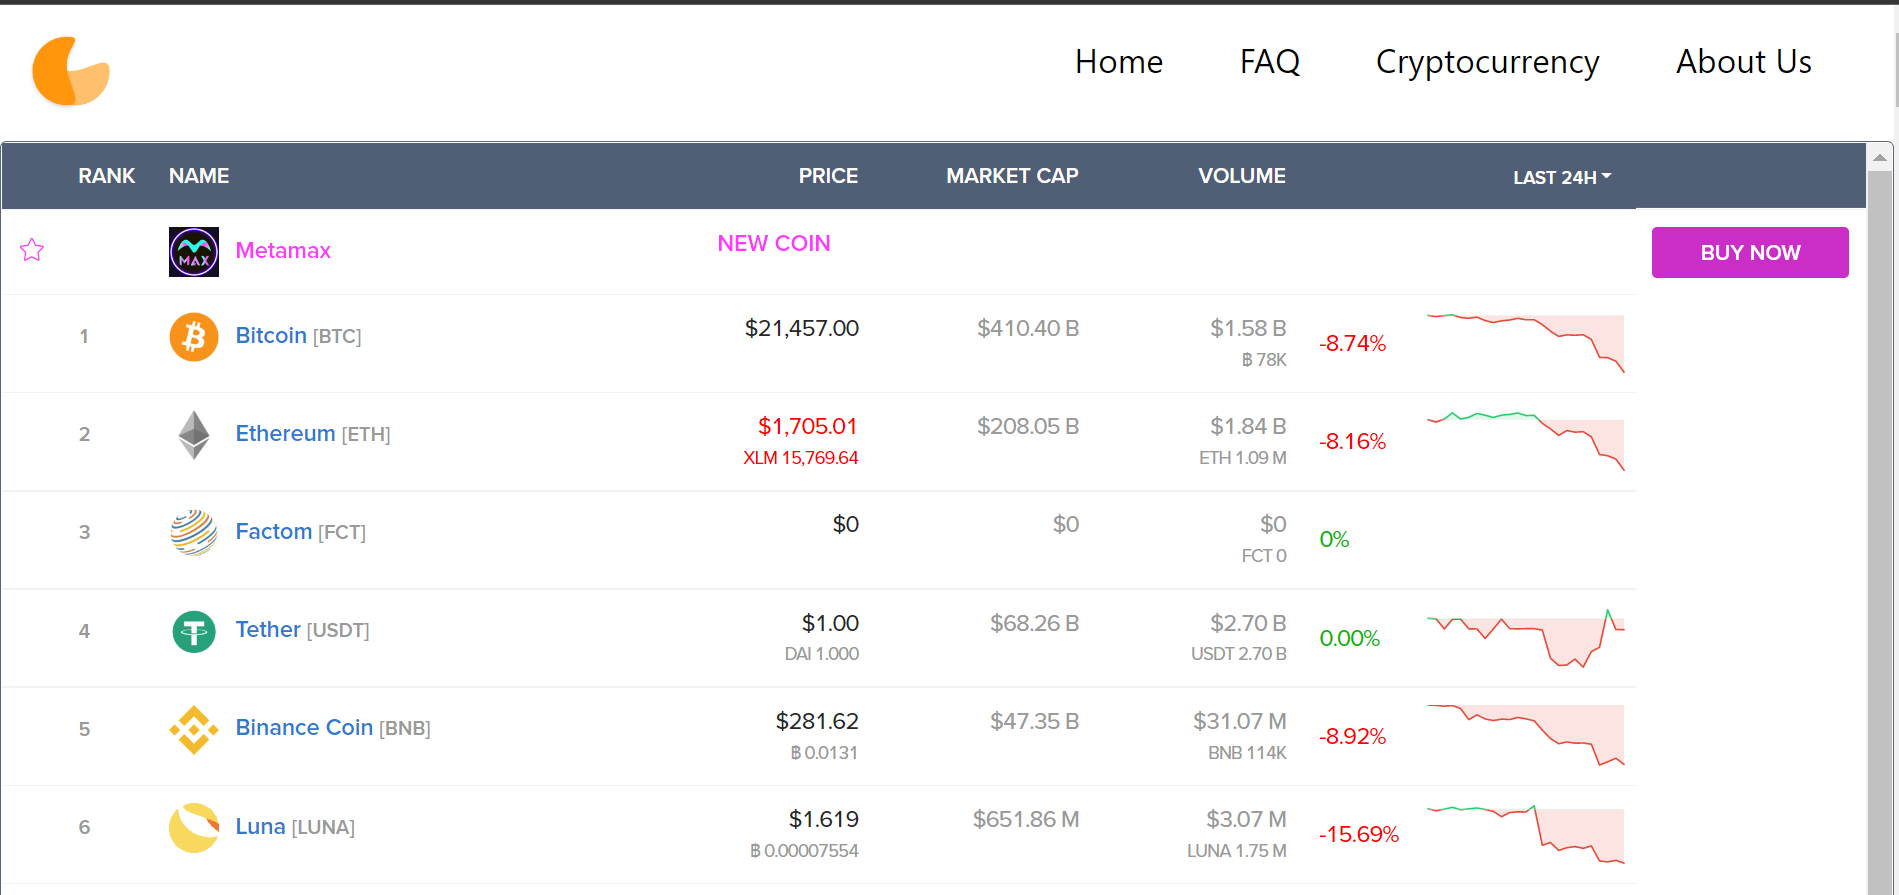 Home FAQ Cryptocurrency About Us
RANK NAME PRICE MARKET CAP VOLUME LAST 24H
MAX Metamax NEW COIN BUY NOW
1 Bitcoin [BTC] $21,457.00 $410.40 B $1.58 B -8.74%
฿ 78K
2 Ethereum [ETH] $1,705.01 $208.05 B $1.84 B -8.16%
XLM 15,769.64 ETH 1.09 M
3 Factom [FCT] $0 $0 $0 0%
FCT 0
4 Tether [USDT] $1.00 $68.26 B $2.70 B 0.00%
DAI 1.000 USDT 2.70 B
5 Binance Coin [BNB] $281.62 $47.35 B $31.07 M -8.92%
฿ 0.0131 BNB 114K
6 Luna [LUNA] $1.619 $651.86 M $3.07 M -15.69%
฿ 0.00007554 LUNA 1.75 M